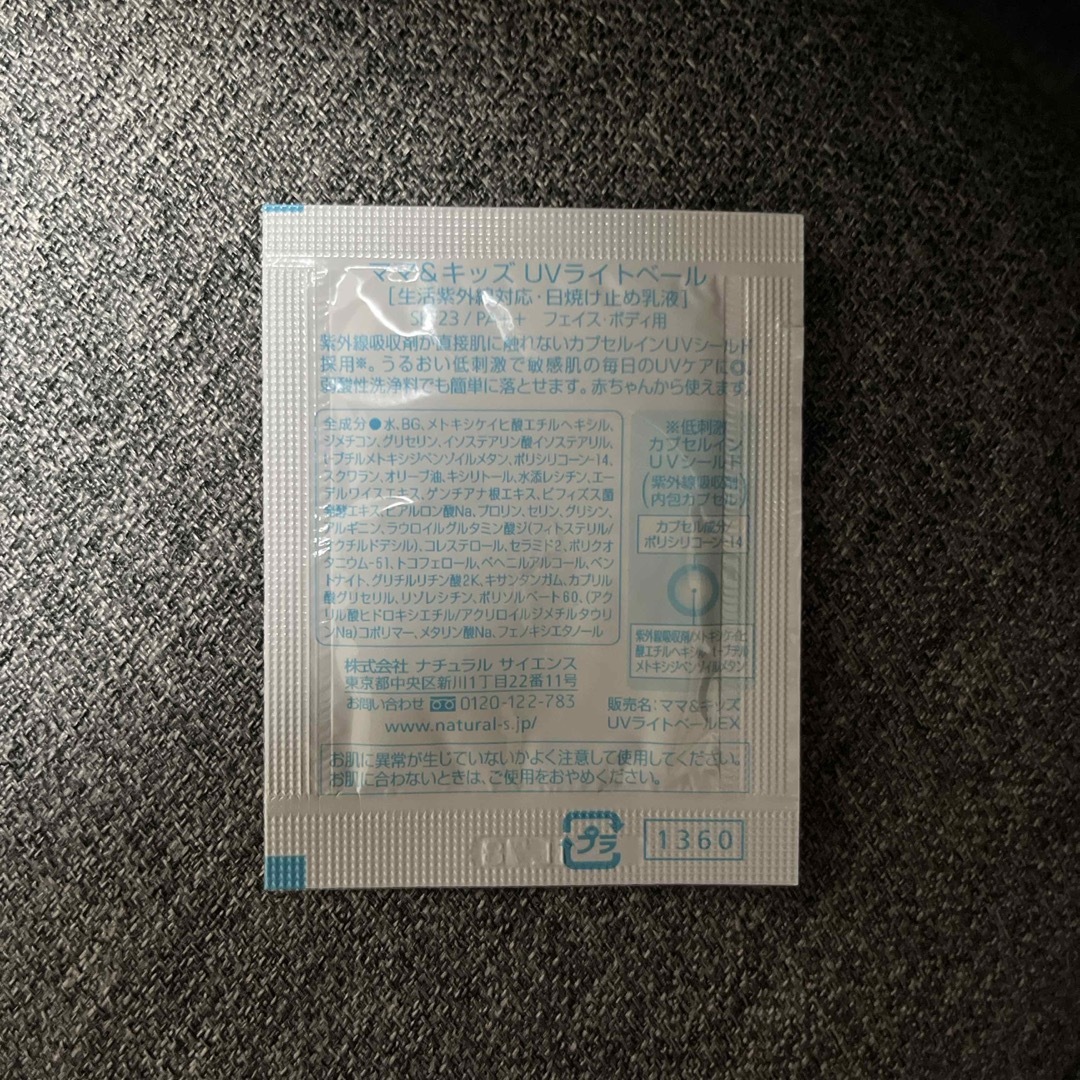 ママ&キッズ UVライトベール
[生活紫外線対応・日焼け止め乳液]
SPF23/PA++ フェイス・ボディ用
紫外線吸収剤が直接肌に触れないカプセルインUVシールド
採用※。うるおい低刺激で敏感肌の毎日のUVケアに◎。
弱酸性洗浄料でも簡単に落とせます。赤ちゃんから使えます。
全成分●水、BG、メトキシケイヒ酸エチルヘキシル、
ジメチコン、グリセリン、イソステアリン酸イソステアリル、
t-ブチルメトキシジベンゾイルメタン、ポリシリコーン-14、
スクワラン、オリーブ油、キシリトール、水添レシチン、エー
デルワイスエキス、ゲンチアナ根エキス、ビフィズス菌
発酵エキス、ヒアルロン酸Na、プロリン、セリン、グリシン、
アルギニン、ラウロイルグルタミン酸ジ(フィトステリル/
オクチルドデシル)、コレステロール、セラミド2、ポリクオ
タニウム-51、トコフェロール、ベヘニルアルコール、ベン
トナイト、グリチルリチン酸2K、キサンタンガム、カプリル
酸グリセリル、リゾレシチン、ポリソルベート60、(アク
リル酸ヒドロキシエチル/アクリロイルジメチルタウリ
ンNa)コポリマー、メタリン酸Na、フェノキシエタノール
※低刺激
カプセルイン
UVシールド
(紫外線吸収剤
内包カプセル)
カプセル成分/
ポリシリコーン-14
紫外線吸収剤/メトキシケイヒ
酸エチルヘキシル、t-ブチル
メトキシジベンゾイルメタン
株式会社 ナチュラル サイエンス
東京都中央区新川1丁目22番11号
お問い合わせ 0120-122-783
www.natural-s.jp/
販売名:ママ&キッズ
UVライトベールEX
お肌に異常が生じていないかよく注意して使用してください。
お肌に合わないときは、ご使用をおやめください。
プラ
1360